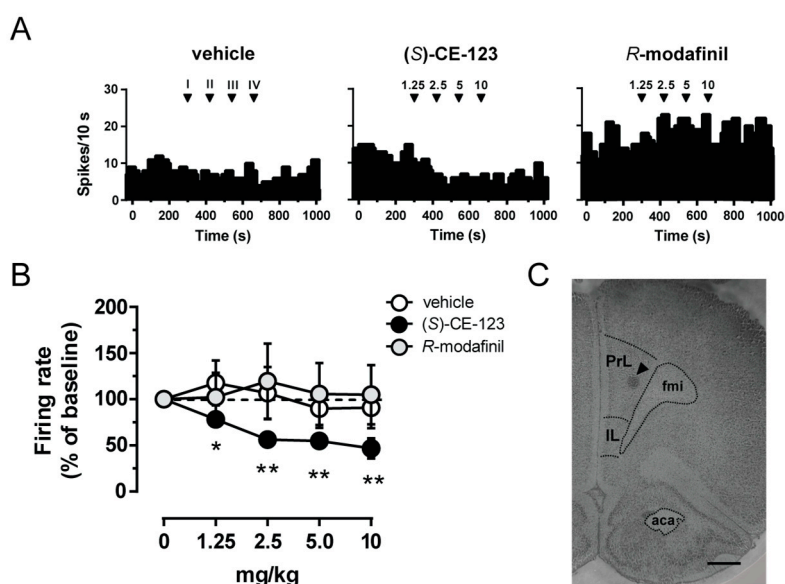 A
vehicle
(S)-CE-123
R-modafinil
I II III IV
1.25 2.5 5 10
1.25 2.5 5 10
30
20
10
0
Spikes/10 s
0 200 400 600 800 1000
0 200 400 600 800 1000
0 200 400 600 800 1000
Time (s)
Time (s)
Time (s)
B
200
150
100
50
0
Firing rate
(% of baseline)
vehicle
(S)-CE-123
R-modafinil
*
**
**
**
0 1.25 2.5 5.0 10
mg/kg
C
PrL
fmi
IL
aca